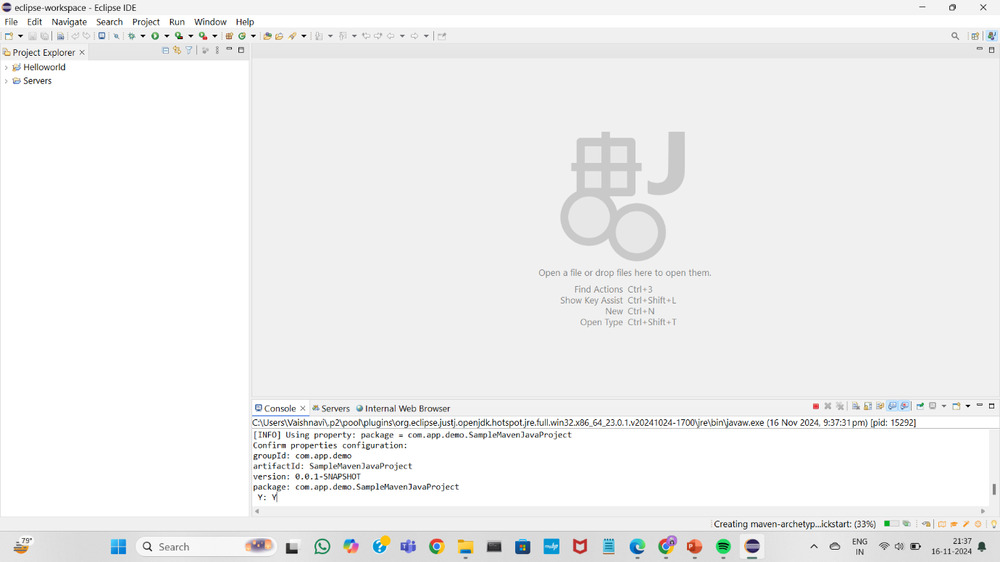 eclipse-workspace - Eclipse IDE
File Edit Navigate Search Project Run Window Help
Project Explorer
Helloworld
Servers
Open a file or drop files here to open them.
Find Actions Ctrl+3
Show Key Assist Ctrl+Shift+L
New Ctrl+N
Open Type Ctrl+Shift+T
Console Servers Internal Web Browser
C:\Users\Vaishnavi\.p2\pool\plugins\org.eclipse.justj.openjdk.hotspot.jre.full.win32.x86_64_23.0.1.v20241024-1700\jre\bin\javaw.exe (16 Nov 2024, 9:37:31 pm) [pid: 15292]
[INFO] Using property: package = com.app.demo.SampleMavenJavaProject
Confirm properties configuration:
groupId: com.app.demo
artifactId: SampleMavenJavaProject
version: 0.0.1-SNAPSHOT
package: com.app.demo.SampleMavenJavaProject
Y: Y
Creating maven-archetyp...ickstart: (33%)
79°
Search
ENG
IN
21:37
16-11-2024